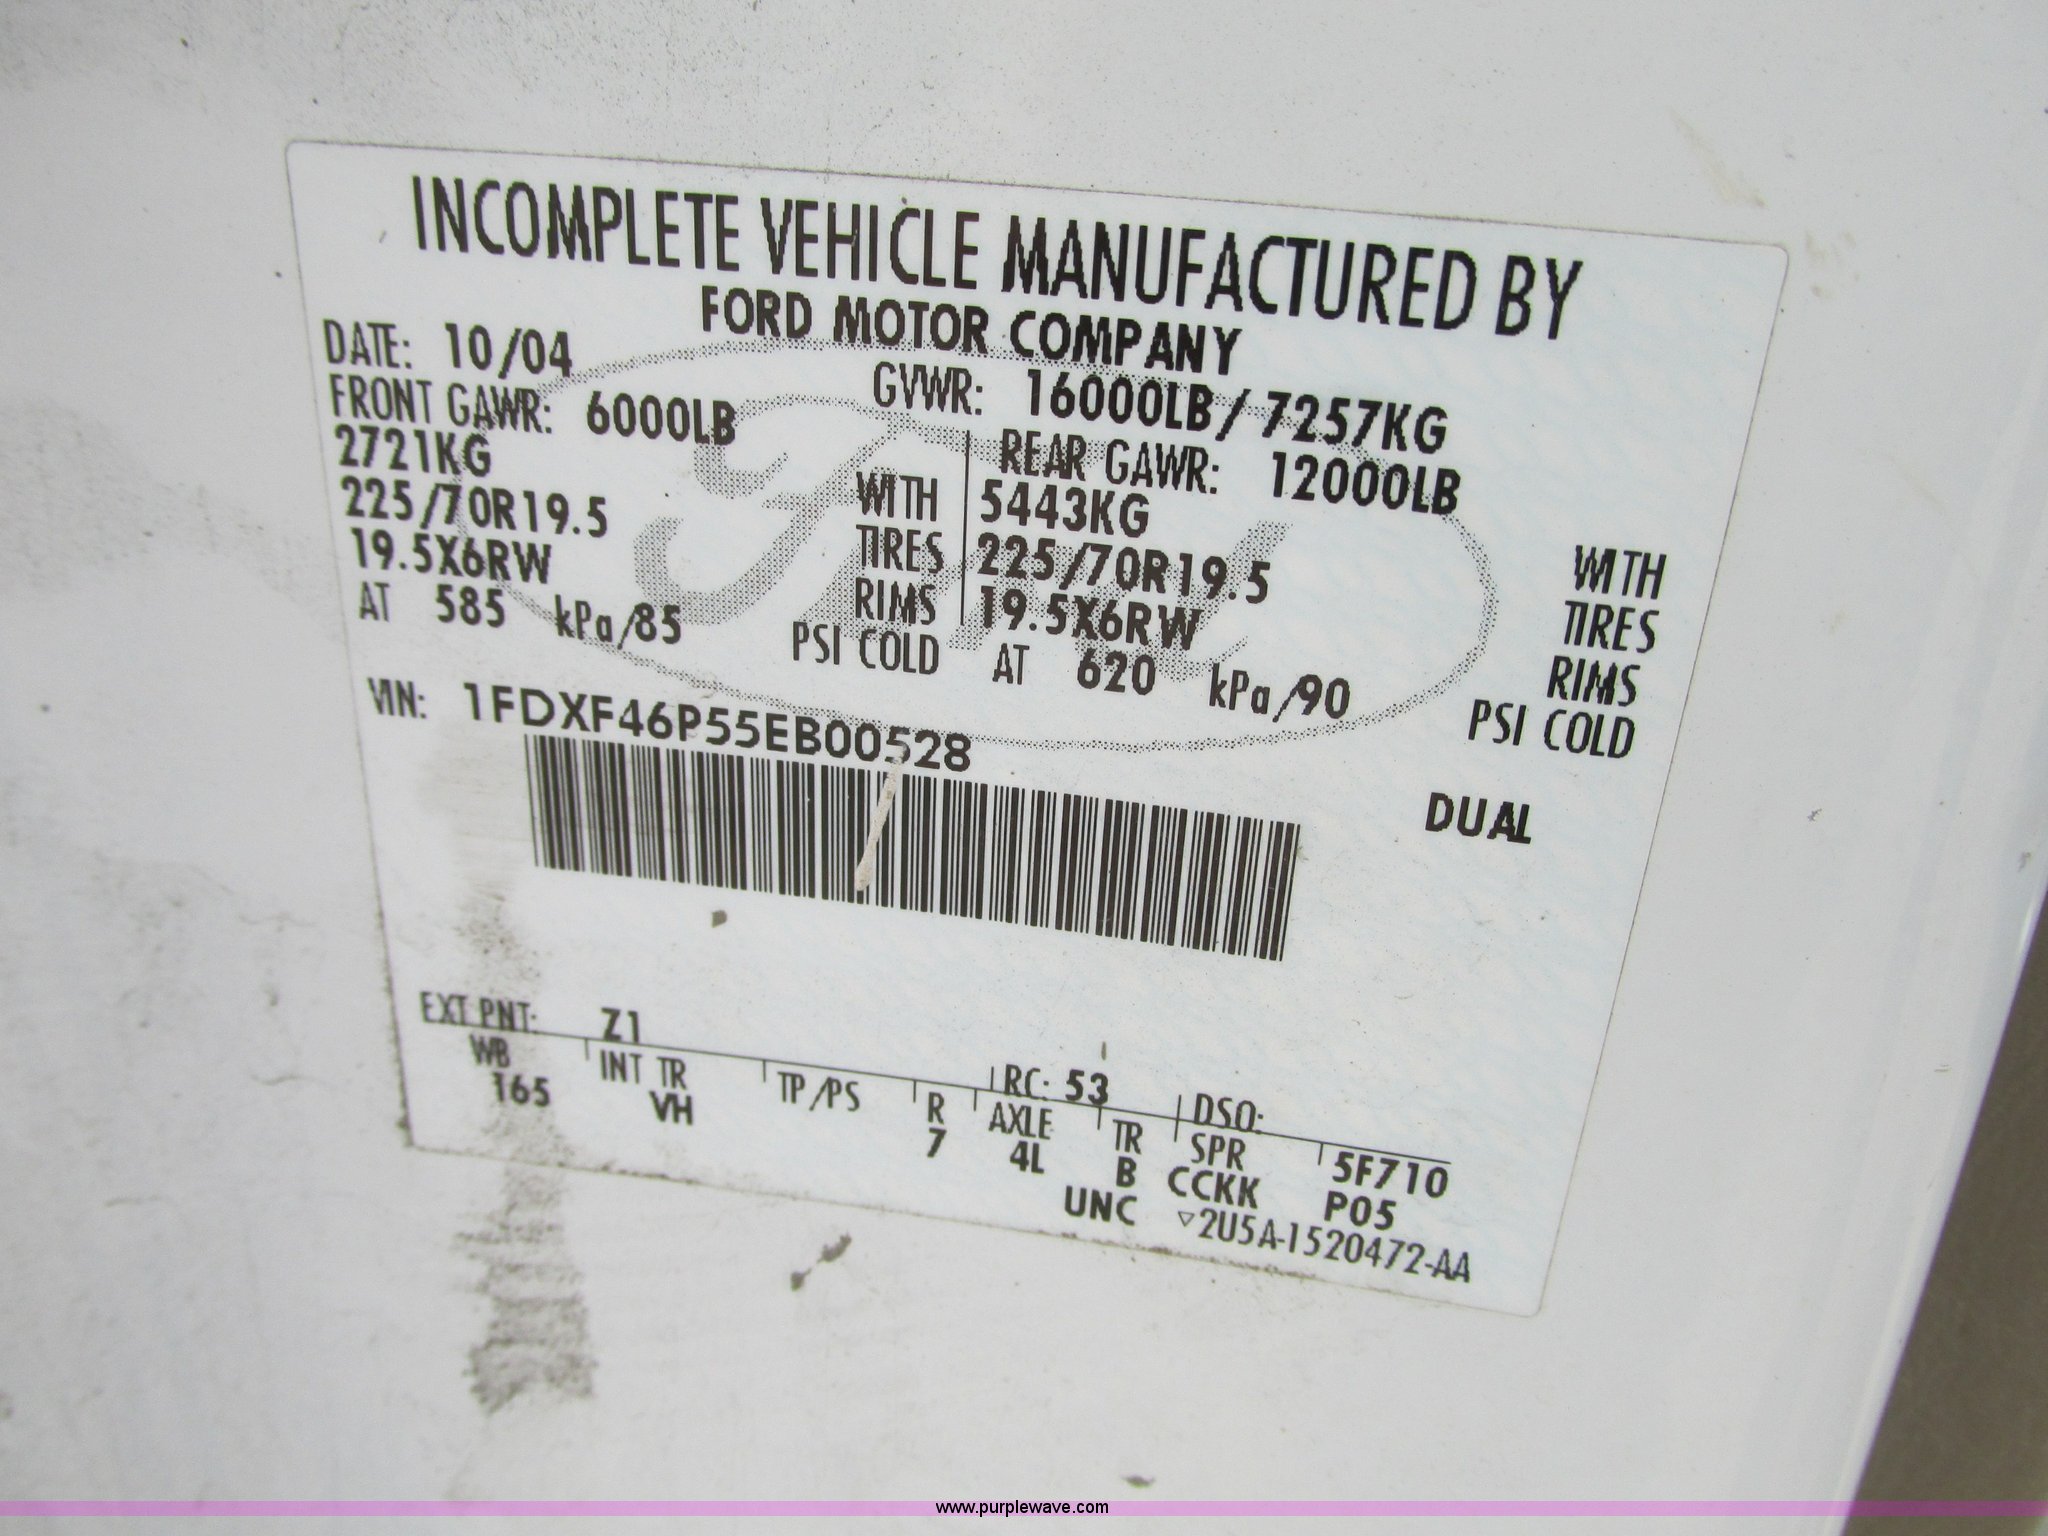 INCOMPLETE VEHICLE MANUFACTURED BY
FORD MOTOR COMPANY
DATE: 10/04 GVWR: 16000LB/ 7257KG
FRONT GAWR: 6000LB REAR GAWR: 12000LB
2721KG WITH 5443KG WITH
225/70R19.5 TIRES 225/70R19.5 TIRES
19.5X6RW RIMS 19.5X6RW RIMS
AT 585 kPa/85 PSI COLD AT 620 kPa/90 PSI COLD
VIN: 1FDXF46P55EB00528
DUAL
EXT PNT: Z1 RC: 53 DSO:
WB INT TR TP/PS R AXLE TR SPR 5F710
165 VH 7 4L B CCKK P05
UNC ▽2U5A-1520472-AA
Ford
www.purplewave.com